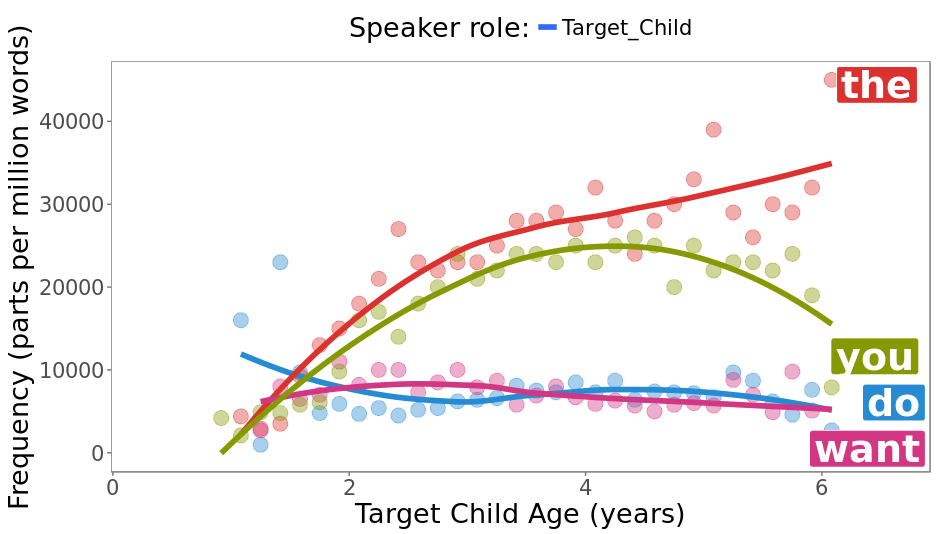 Speaker role: Target_Child
Frequency (parts per million words)
40000
30000
20000
10000
0
the
you
do
want
0 2 4 6
Target Child Age (years)